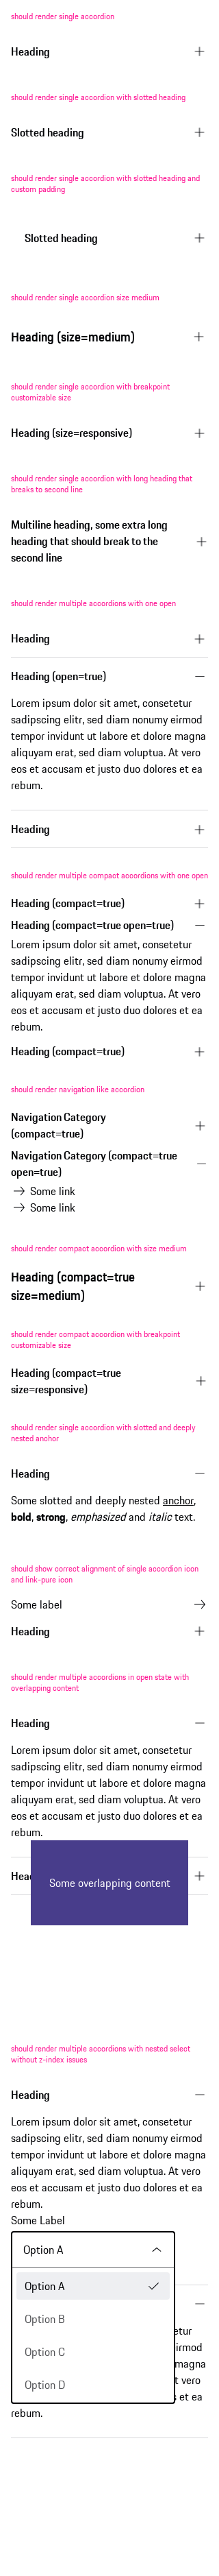 should render single accordion
Heading
should render single accordion with slotted heading
Slotted heading
should render single accordion with slotted heading and
custom padding
Slotted heading
should render single accordion size medium
Heading (size=medium)
should render single accordion with breakpoint
customizable size
Heading (size=responsive)
should render single accordion with long heading that
breaks to second line
Multiline heading, some extra long
heading that should break to the
second line
should render multiple accordions with one open
Heading
Heading (open=true)
Lorem ipsum dolor sit amet, consetetur
sadipscing elitr, sed diam nonumy eirmod
tempor invidunt ut labore et dolore magna
aliquyam erat, sed diam voluptua. At vero
eos et accusam et justo duo dolores et ea
rebum.
Heading
should render multiple compact accordions with one open
Heading (compact=true)
Heading (compact=true open=true)
Lorem ipsum dolor sit amet, consetetur
sadipscing elitr, sed diam nonumy eirmod
tempor invidunt ut labore et dolore magna
aliquyam erat, sed diam voluptua. At vero
eos et accusam et justo duo dolores et ea
rebum.
Heading (compact=true)
should render navigation like accordion
Navigation Category
(compact=true)
Navigation Category (compact=true
open=true)
Some link
Some link
should render compact accordion with size medium
Heading (compact=true
size=medium)
should render compact accordion with breakpoint
customizable size
Heading (compact=true
size=responsive)
should render single accordion with slotted and deeply
nested anchor
Heading
Some slotted and deeply nested anchor,
bold, strong, emphasized and italic text.
should show correct alignment of single accordion icon
and link-pure icon
Some label
Heading
should render multiple accordions in open state with
overlapping content
Heading
Lorem ipsum dolor sit amet, consetetur
sadipscing elitr, sed diam nonumy eirmod
tempor invidunt ut labore et dolore magna
aliquyam erat, sed diam voluptua. At vero
eos et accusam et justo duo dolores et ea
rebum.
Some overlapping content
should render multiple accordions with nested select
without z-index issues
Heading
Lorem ipsum dolor sit amet, consetetur
sadipscing elitr, sed diam nonumy eirmod
tempor invidunt ut labore et dolore magna
aliquyam erat, sed diam voluptua. At vero
eos et accusam et justo duo dolores et ea
rebum.
Some Label
Option A
Option A
Option B
Option C
Option D
magna
vero
et ea
rebum.